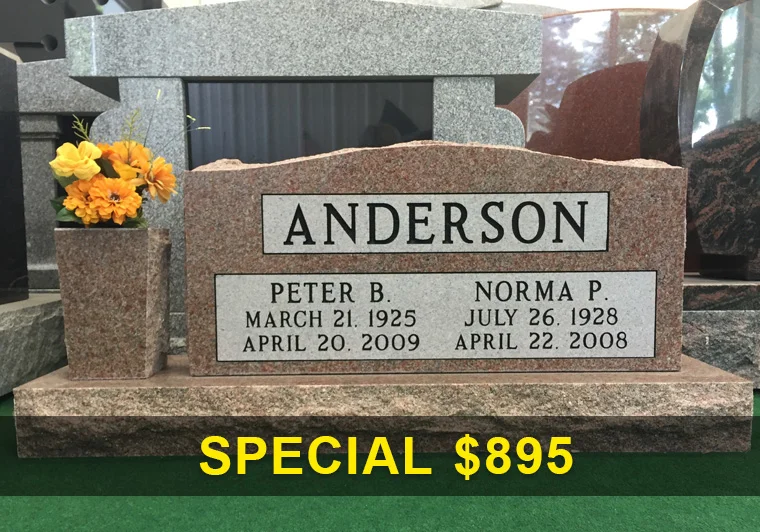 ANDERSON
PETER B. NORMA P.
MARCH 21. 1925 JULY 26. 1928
APRIL 20. 2009 APRIL 22. 2008
SPECIAL $895